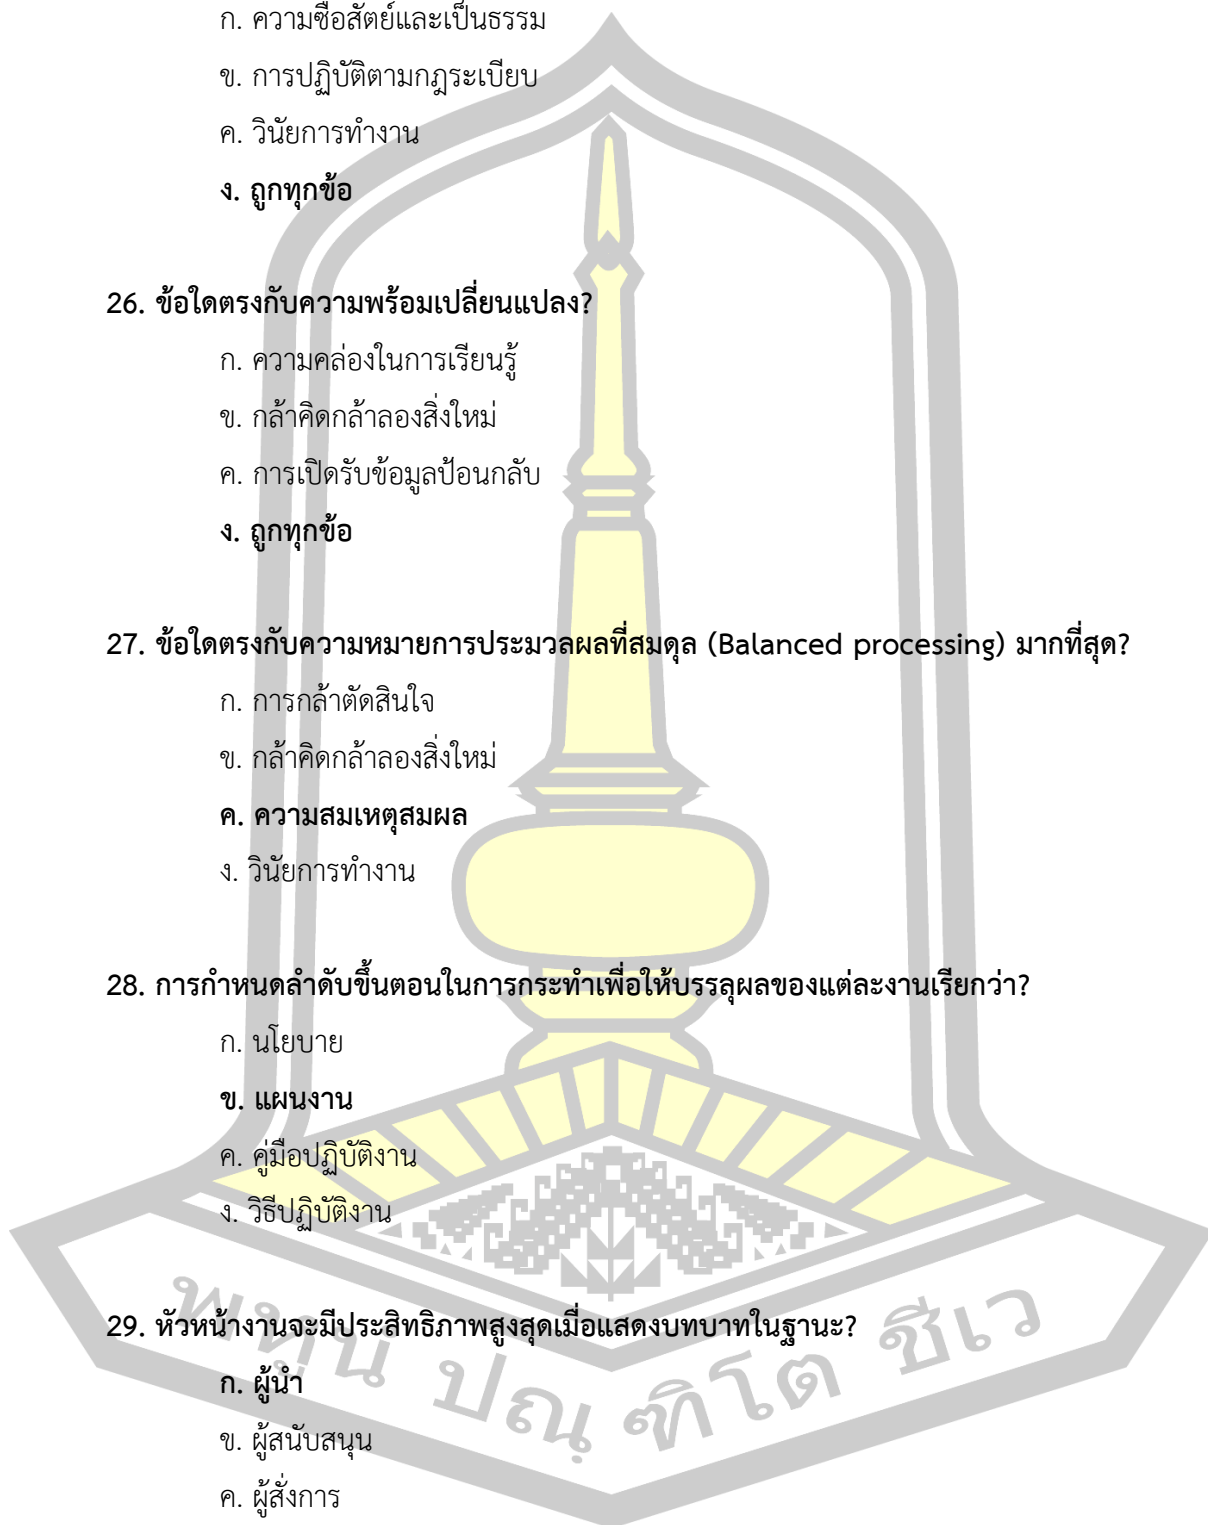 ก. ความซื่อสัตย์และเป็นธรรม
ข. การปฏิบัติตามกฎระเบียบ
ค. วินัยการทำงาน
ง. ถูกทุกข้อ
26. ข้อใดตรงกับความพร้อมเปลี่ยนแปลง?
ก. ความคล่องในการเรียนรู้
ข. กล้าคิดกล้าลองสิ่งใหม่
ค. การเปิดรับข้อมูลป้อนกลับ
ง. ถูกทุกข้อ
27. ข้อใดตรงกับความหมายการประมวลผลที่สมดุล (Balanced processing) มากที่สุด?
ก. การกล้าตัดสินใจ
ข. กล้าคิดกล้าลองสิ่งใหม่
ค. ความสมเหตุสมผล
ง. วินัยการทำงาน
28. การกำหนดลำดับขั้นตอนในการกระทำเพื่อให้บรรลุผลของแต่ละงานเรียกว่า?
ก. นโยบาย
ข. แผนงาน
ค. คู่มือปฏิบัติงาน
ง. วิธีปฏิบัติงาน
29. หัวหน้างานจะมีประสิทธิภาพสูงสุดเมื่อแสดงบทบาทในฐานะ?
ก. ผู้นำ
ข. ผู้สนับสนุน
ค. ผู้สั่งการ
พหูน ปณฺ ฑิโต ชีเว